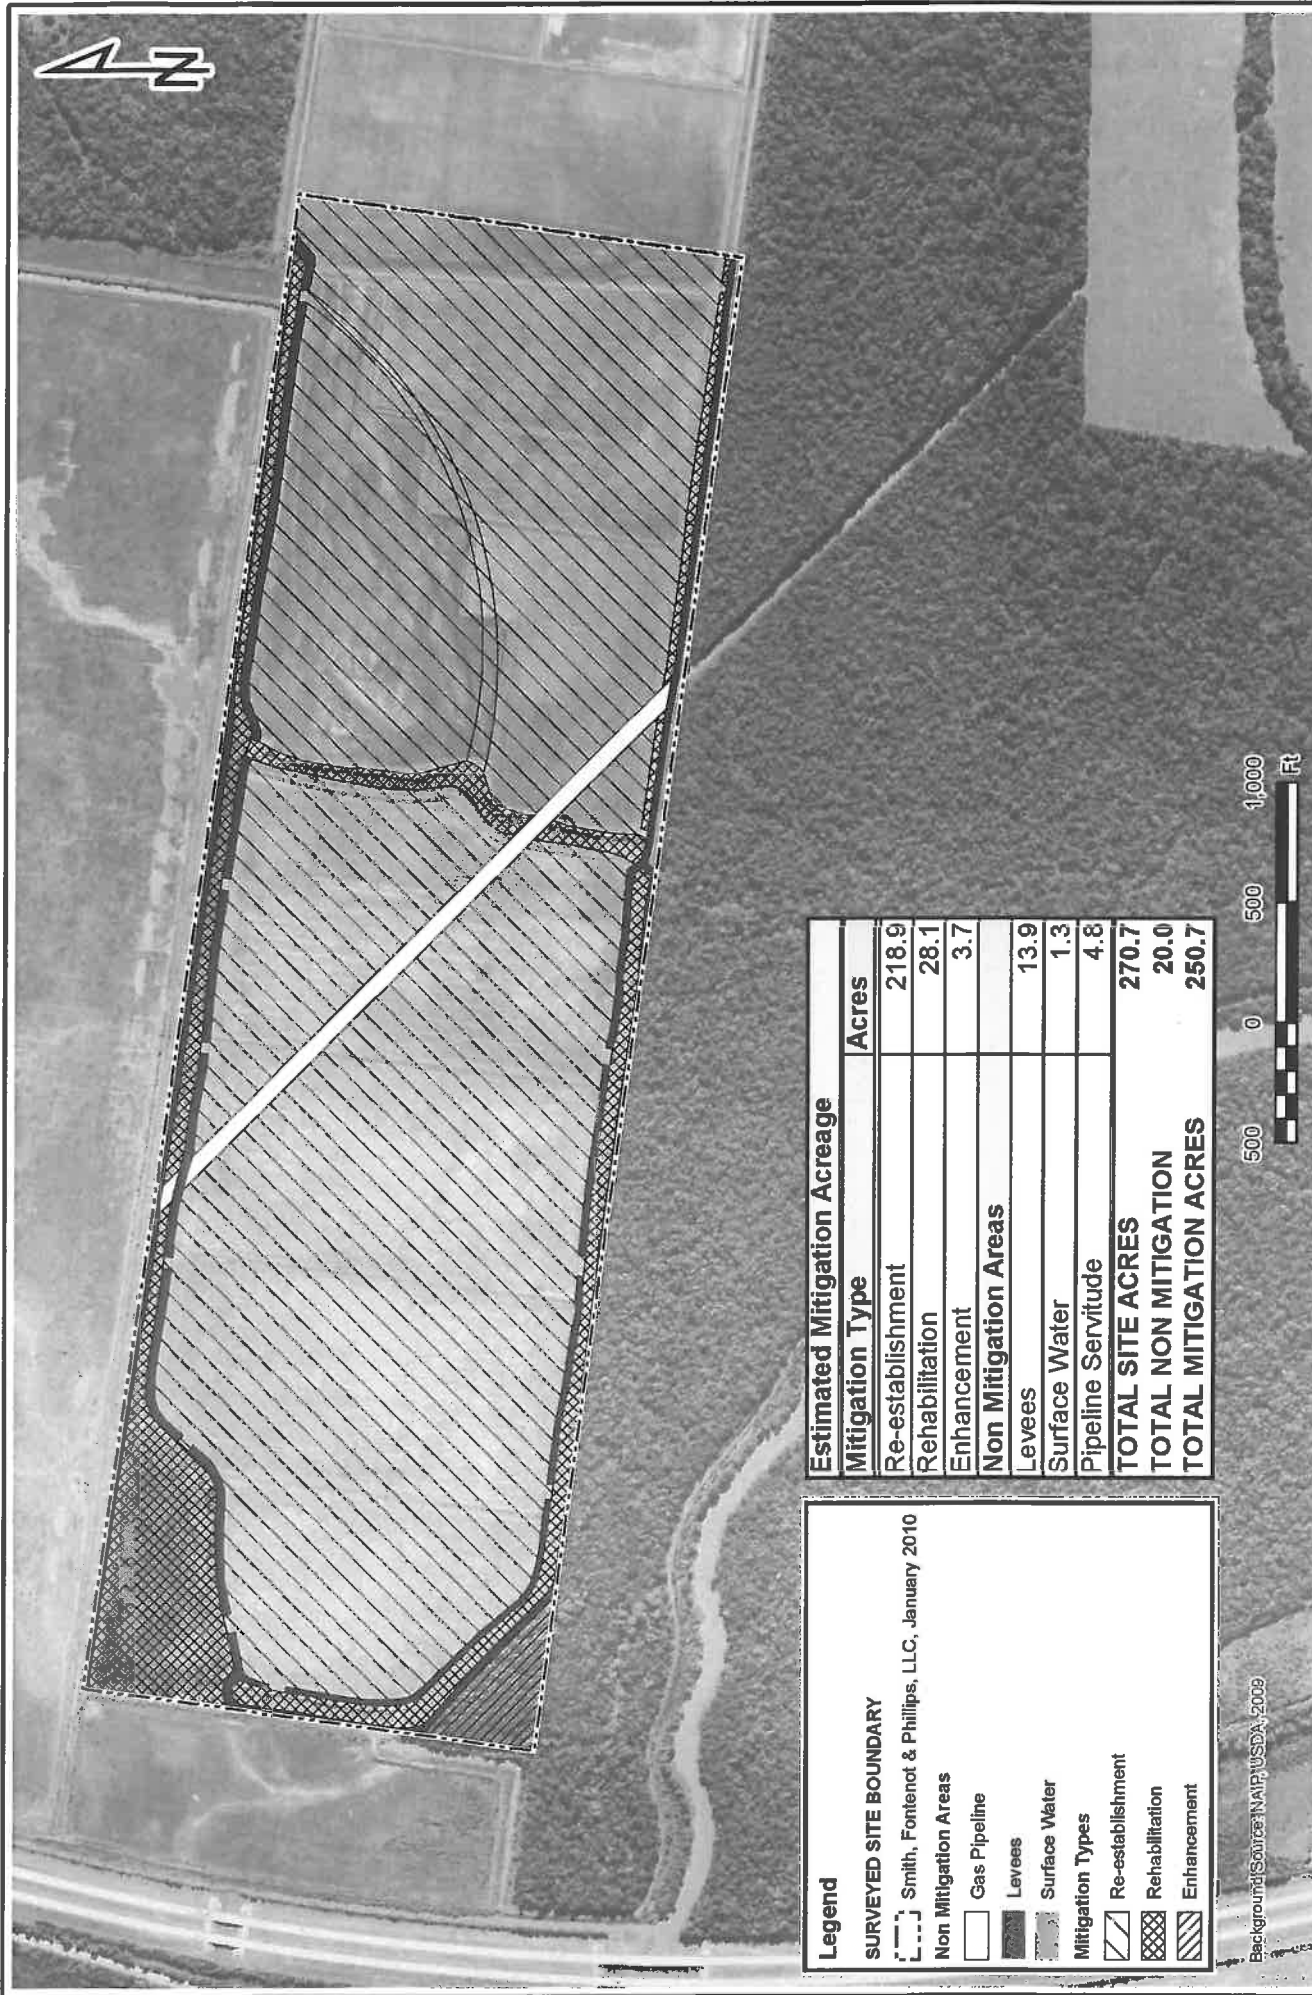 N
Estimated Mitigation Acreage
Mitigation Type Acres
Re-establishment 218.9
Rehabilitation 28.1
Enhancement 3.7
Non Mitigation Areas
Levees 13.9
Surface Water 1.3
Pipeline Servitude 4.8
TOTAL SITE ACRES 270.7
TOTAL NON MITIGATION 20.0
TOTAL MITIGATION ACRES 250.7
Legend
SURVEYED SITE BOUNDARY
Smith, Fontenot & Phillips, LLC, January 2010
Non Mitigation Areas
Gas Pipeline
Levees
Surface Water
Mitigation Types
Re-establishment
Rehabilitation
Enhancement
500 0 500 1,000
Ft
Background Source: NAIP, USDA, 2009